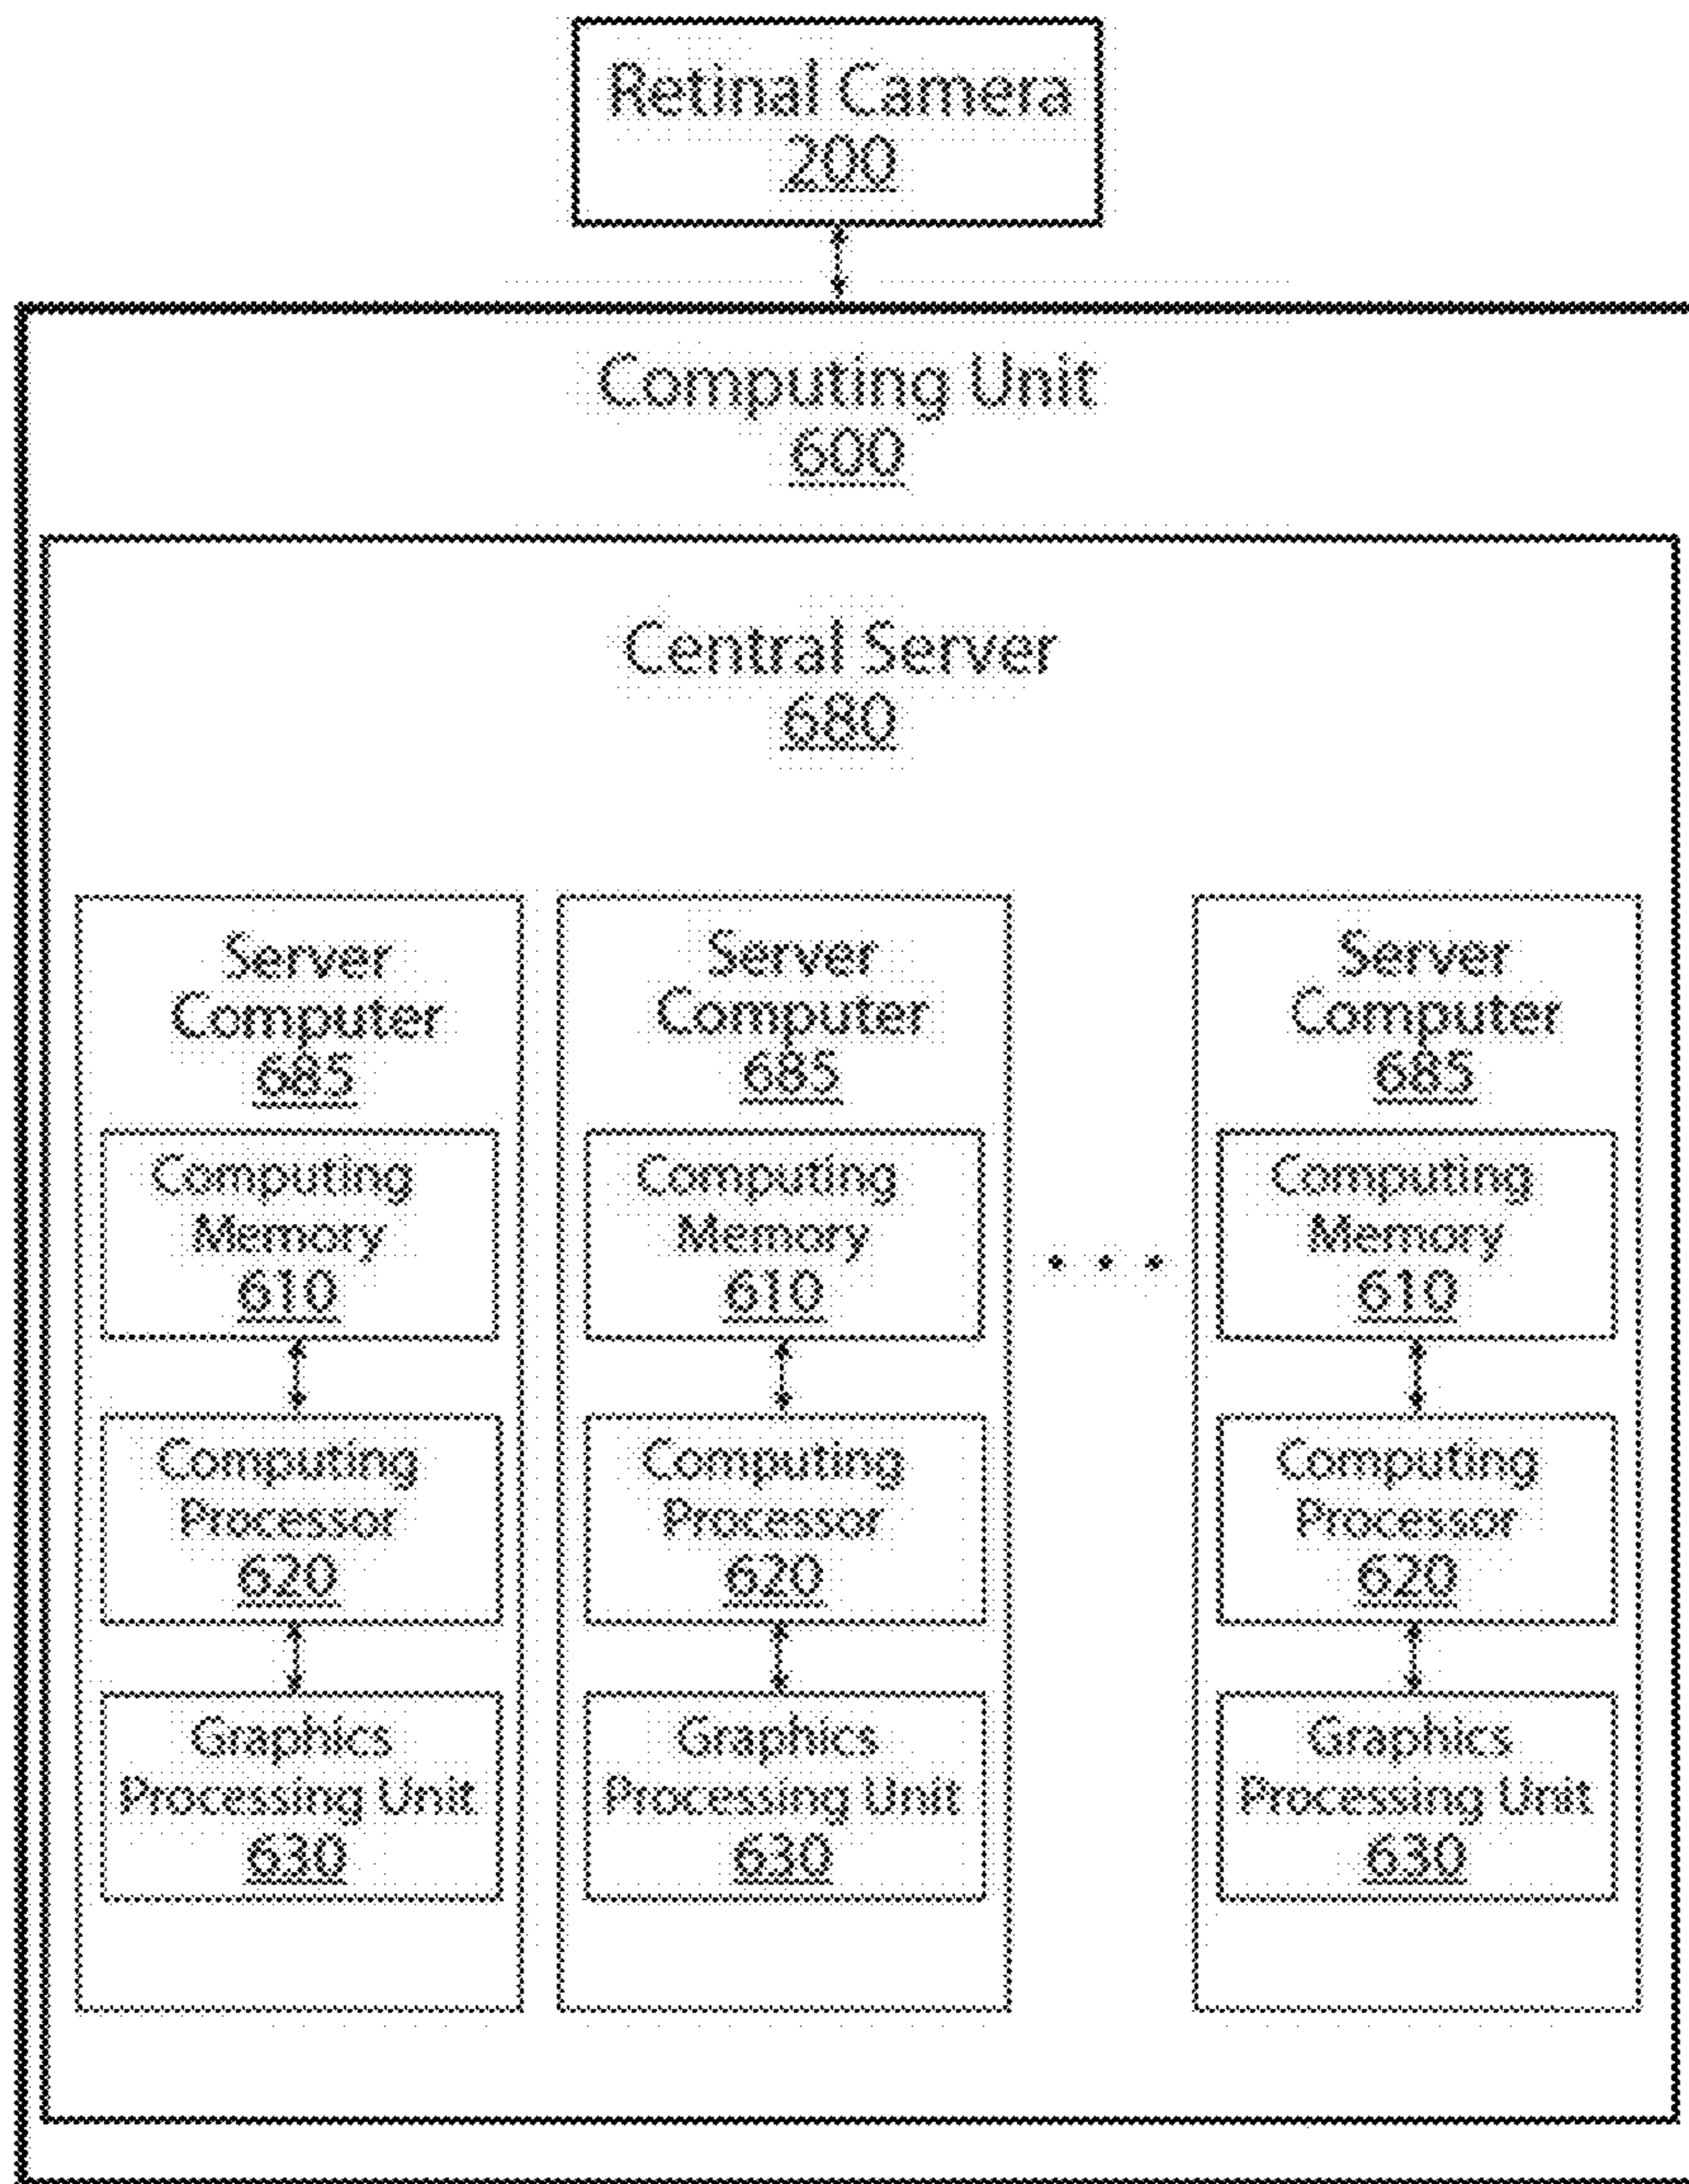 Retinal Camera
200
Computing Unit
600
Central Server
680
Server
Computer
685
Computing
Memory
610
Computing
Processor
620
Graphics
Processing Unit
630
Server
Computer
685
Computing
Memory
610
Computing
Processor
620
Graphics
Processing Unit
630
. . .
Server
Computer
685
Computing
Memory
610
Computing
Processor
620
Graphics
Processing Unit
630